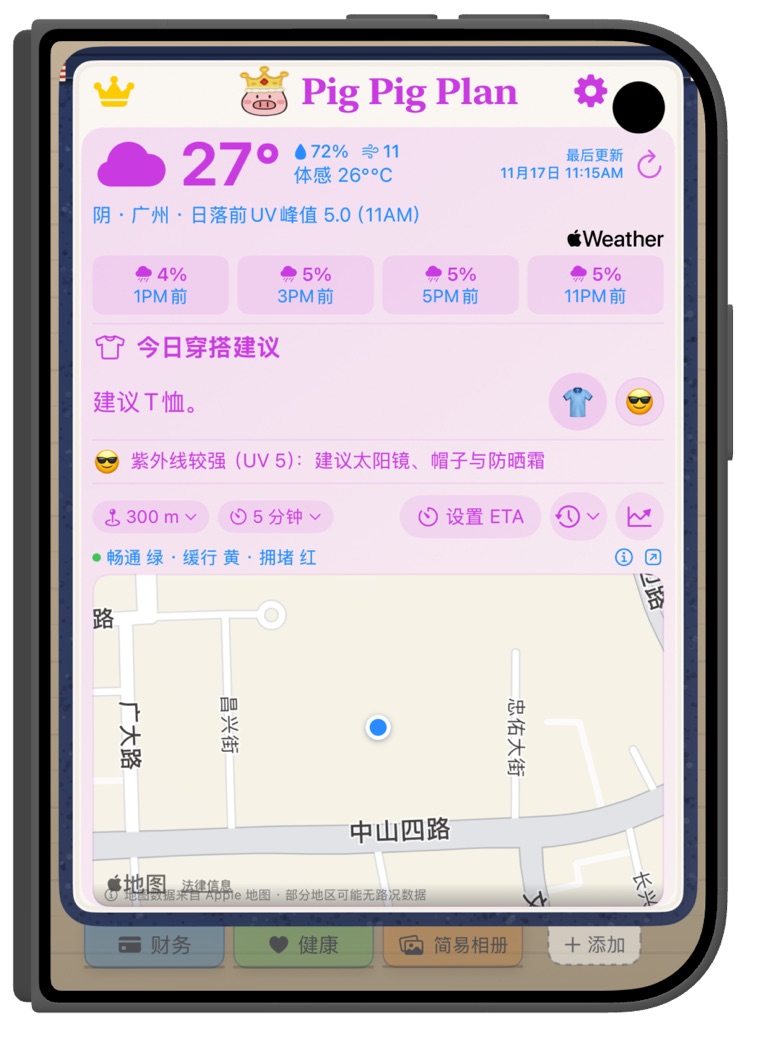 Pig Pig Plan
27° 72% 11
体感 26°°C
最后更新
11月17日 11:15AM
阴 · 广州 · 日落前UV峰值 5.0 (11AM)
Weather
4% 5% 5% 5%
1PM前 3PM前 5PM前 11PM前
今日穿搭建议
建议T恤。
紫外线较强（UV 5）：建议太阳镜、帽子与防晒霜
300 m 5 分钟 设置 ETA
畅通 绿 · 缓行 黄 · 拥堵 红
路
广大路
昌兴街
忠佑大街
中山四路
长兴
地图 法律信息
地图数据来自 Apple 地图 · 部分地区可能无路况数据
财务 健康 简易相册 + 添加